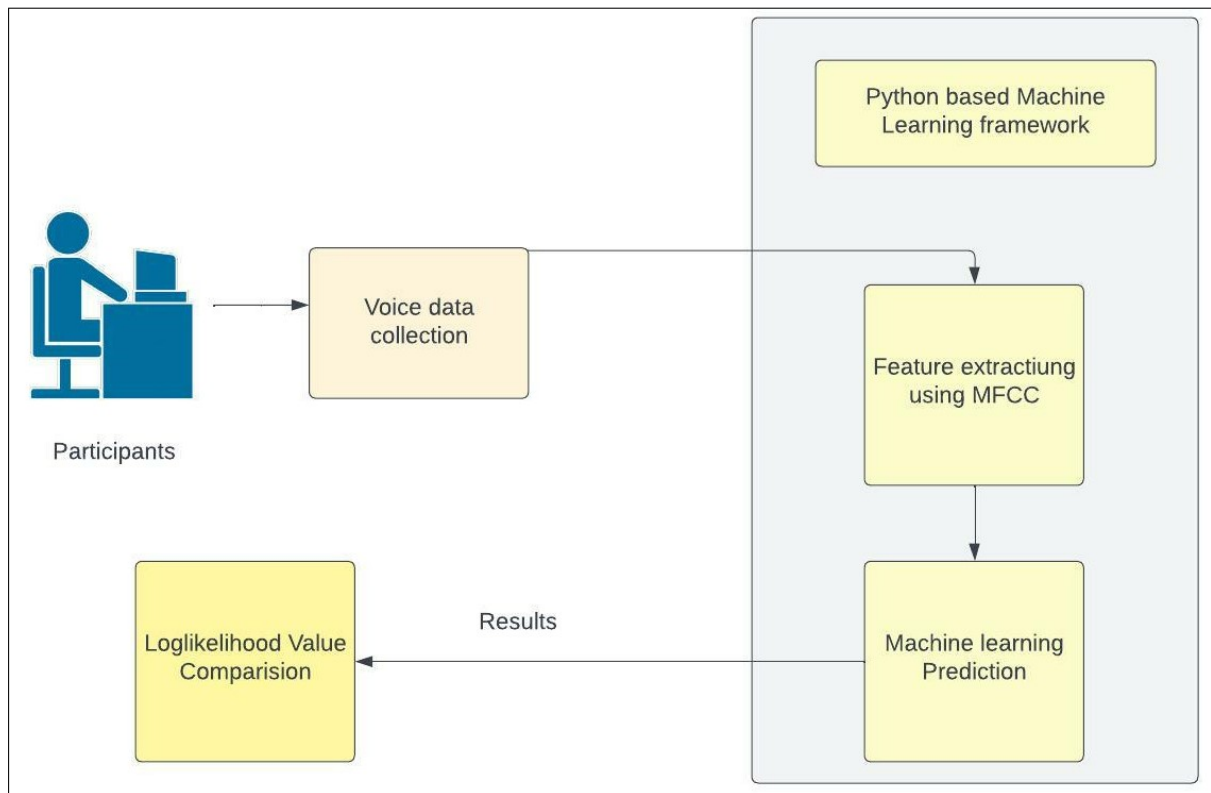 Python based Machine
Learning framework
Voice data
collection
Feature extractiung
using MFCC
Participants
Results
Loglikelihood Value
Comparision
Machine learning
Prediction